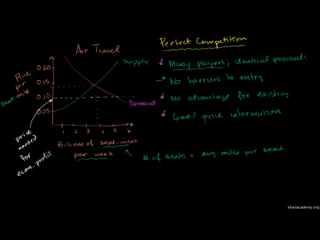 Air Travel
Perfect Competition
Supply
0.20
Many players; identical products
Price
per
mile
0.15
No barriers to entry
seat
0.10
No advantage for existing
Demand
0.05
Good price information
1 2 3 4 5 6
price
needed
for
econ. profit
Billions of seat-miles
per week
# of seats × avg miles per seat
khanacademy.org